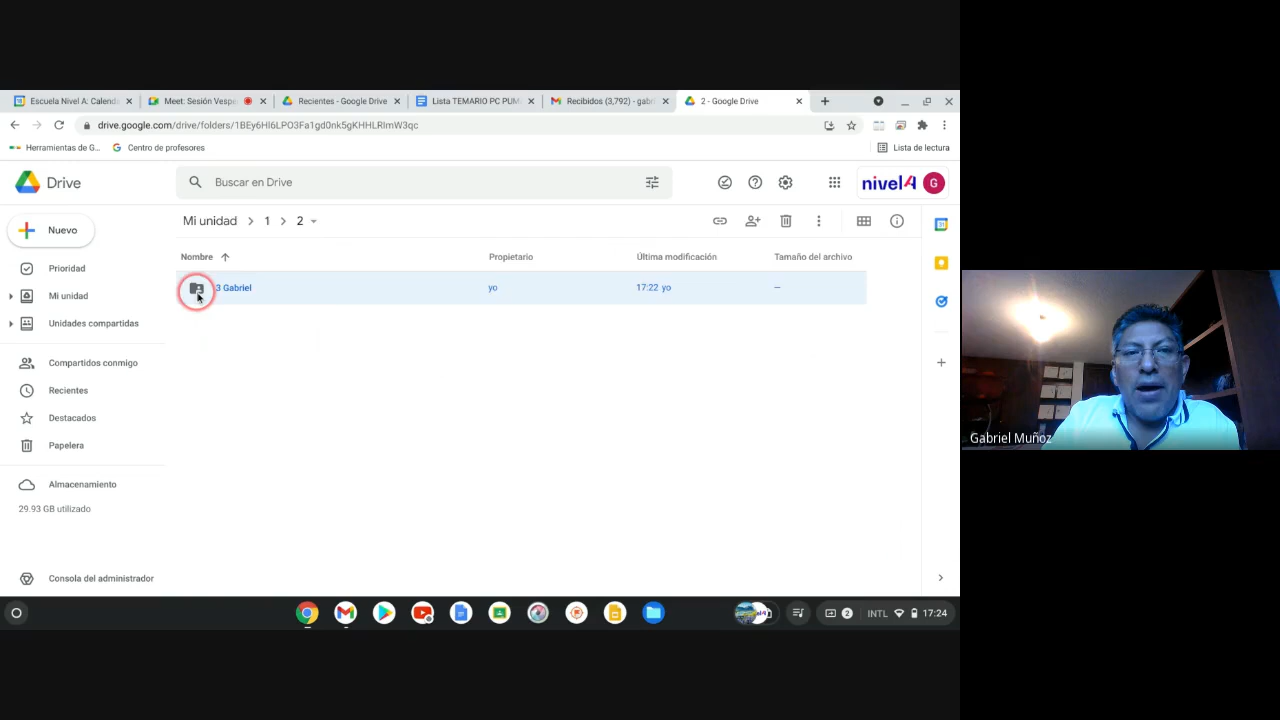 Escuela Nivel A: Calenda
Meet: Sesión Vesp
Recientes - Google Drive
Lista TEMARIO PC PUM
Recibidos (3,792) - gabri
2 - Google Drive
drive.google.com/drive/folders/1BEy6Hl6LPO3Fa1gd0nk5gKHHLRlmW3qc
Herramientas de G...
Centro de profesores
Lista de lectura
Drive
Buscar en Drive
nivel A
G
Nuevo
Mi unidad > 1 > 2
Nombre
Propietario
Última modificación
Tamaño del archivo
3 Gabriel
yo
17:22 yo
—
Prioridad
Mi unidad
Unidades compartidas
Compartidos conmigo
Recientes
Destacados
Papelera
Almacenamiento
29.93 GB utilizado
Consola del administrador
2
INTL
17:24
Gabriel Muñoz